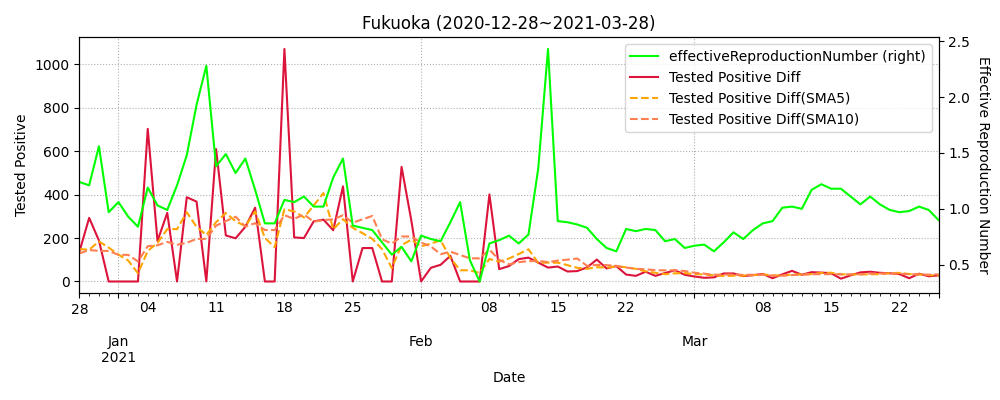 Fukuoka (2020-12-28~2021-03-28)
effectiveReproductionNumber (right)
Tested Positive Diff
Tested Positive Diff(SMA5)
Tested Positive Diff(SMA10)
Tested Positive
1000
800
600
400
200
0
Effective Reproduction Number
2.5
2.0
1.5
1.0
0.5
28 04 11 18 25 08 15 22 08 15 22
Jan Feb Mar
2021
Date